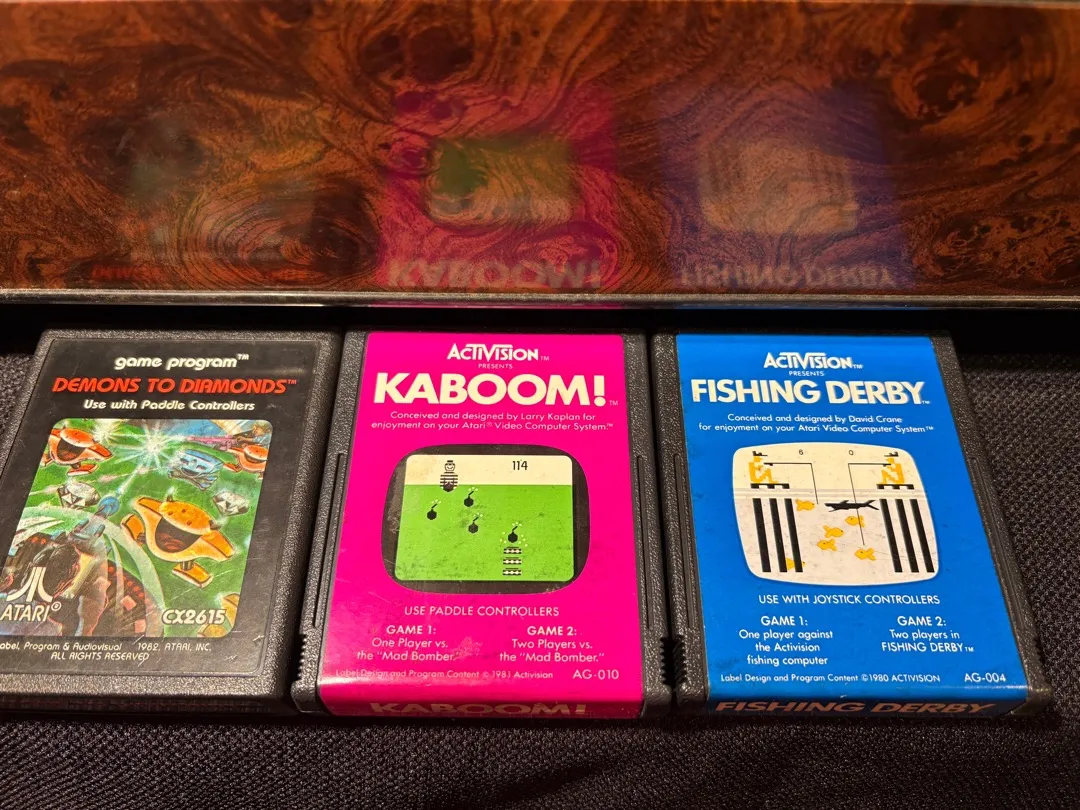 game program™
DEMONS TO DIAMONDS™
Use with Paddle Controllers
ATARI®
CX2615
Label, Program & Audiovisual 1982, ATARI, INC.
ALL RIGHTS RESERVED
ACTIVISION™
PRESENTS
KABOOM!™
Conceived and designed by Larry Kaplan for
enjoyment on your Atari® Video Computer System.™
114
USE PADDLE CONTROLLERS
GAME 1:
One Player vs.
the "Mad Bomber."
GAME 2:
Two Players vs.
the "Mad Bomber."
Label Design and Program Content ©1981 Activision
AG-010
KABOOM!
ACTIVISION™
PRESENTS
FISHING DERBY™
Conceived and designed by David Crane
for enjoyment on your Atari Video Computer System™
6 0
USE WITH JOYSTICK CONTROLLERS
GAME 1:
One player against
the Activision
fishing computer
GAME 2:
Two players in
FISHING DERBY™
Label Design and Program Content ©1980 ACTIVISION
AG-004
FISHING DERBY